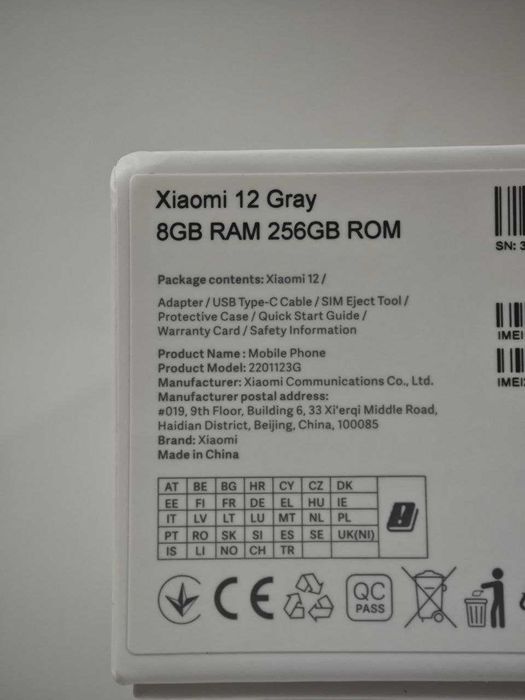 Xiaomi 12 Gray
8GB RAM 256GB ROM
SN: 3
Package contents: Xiaomi 12 /
Adapter / USB Type-C Cable / SIM Eject Tool /
Protective Case / Quick Start Guide /
Warranty Card / Safety Information
IMEI
IMEI
Product Name : Mobile Phone
Product Model: 2201123G
Manufacturer: Xiaomi Communications Co., Ltd.
Manufacturer postal address:
#019, 9th Floor, Building 6, 33 Xi'erqi Middle Road,
Haidian District, Beijing, China, 100085
Brand: Xiaomi
Made in China
AT BE BG HR CY CZ DK
EE FI FR DE EL HU IE
IT LV LT LU MT NL PL
PT RO SK SI ES SE UK(NI)
IS LI NO CH TR
CE
QC
PASS